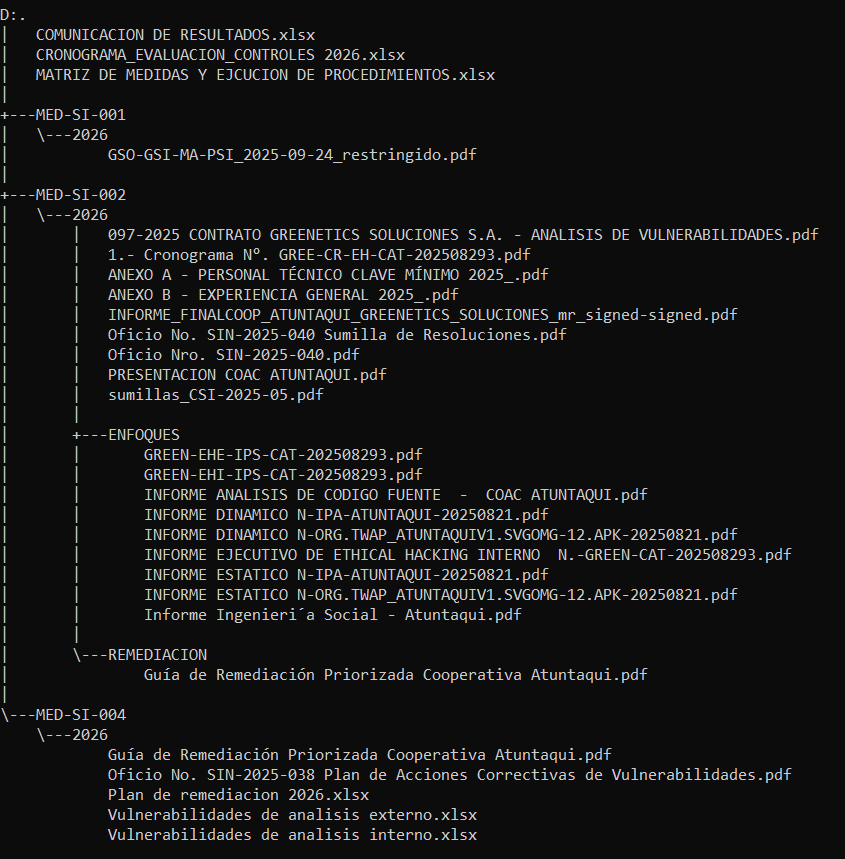 D:.
|   COMUNICACION DE RESULTADOS.xlsx
|   CRONOGRAMA_EVALUACION_CONTROLES 2026.xlsx
|   MATRIZ DE MEDIDAS Y EJCUCION DE PROCEDIMIENTOS.xlsx
|
+---MED-SI-001
|   \---2026
|           GSO-GSI-MA-PSI_2025-09-24_restringido.pdf
|
+---MED-SI-002
|   \---2026
|       |   097-2025 CONTRATO GREENETICS SOLUCIONES S.A. - ANALISIS DE VULNERABILIDADES.pdf
|       |   1.- Cronograma Nº. GREE-CR-EH-CAT-202508293.pdf
|       |   ANEXO A - PERSONAL TÉCNICO CLAVE MÍNIMO 2025_.pdf
|       |   ANEXO B - EXPERIENCIA GENERAL 2025_.pdf
|       |   INFORME_FINALCOOP_ATUNTAQUI_GREENETICS_SOLUCIONES_mr_signed-signed.pdf
|       |   Oficio No. SIN-2025-040 Sumilla de Resoluciones.pdf
|       |   Oficio Nro. SIN-2025-040.pdf
|       |   PRESENTACION COAC ATUNTAQUI.pdf
|       |   sumillas_CSI-2025-05.pdf
|       |
|       +---ENFOQUES
|       |       GREEN-EHE-IPS-CAT-202508293.pdf
|       |       GREEN-EHI-IPS-CAT-202508293.pdf
|       |       INFORME ANALISIS DE CODIGO FUENTE  -  COAC ATUNTAQUI.pdf
|       |       INFORME DINAMICO N-IPA-ATUNTAQUI-20250821.pdf
|       |       INFORME DINAMICO N-ORG.TWAP_ATUNTAQUIV1.SVGOMG-12.APK-20250821.pdf
|       |       INFORME EJECUTIVO DE ETHICAL HACKING INTERNO  N.-GREEN-CAT-202508293.pdf
|       |       INFORME ESTATICO N-IPA-ATUNTAQUI-20250821.pdf
|       |       INFORME ESTATICO N-ORG.TWAP_ATUNTAQUIV1.SVGOMG-12.APK-20250821.pdf
|       |       Informe Ingenieri´a Social - Atuntaqui.pdf
|       |
|       \---REMEDIACION
|               Guía de Remediación Priorizada Cooperativa Atuntaqui.pdf
|
\---MED-SI-004
    \---2026
            Guía de Remediación Priorizada Cooperativa Atuntaqui.pdf
            Oficio No. SIN-2025-038 Plan de Acciones Correctivas de Vulnerabilidades.pdf
            Plan de remediacion 2026.xlsx
            Vulnerabilidades de analisis externo.xlsx
            Vulnerabilidades de analisis interno.xlsx